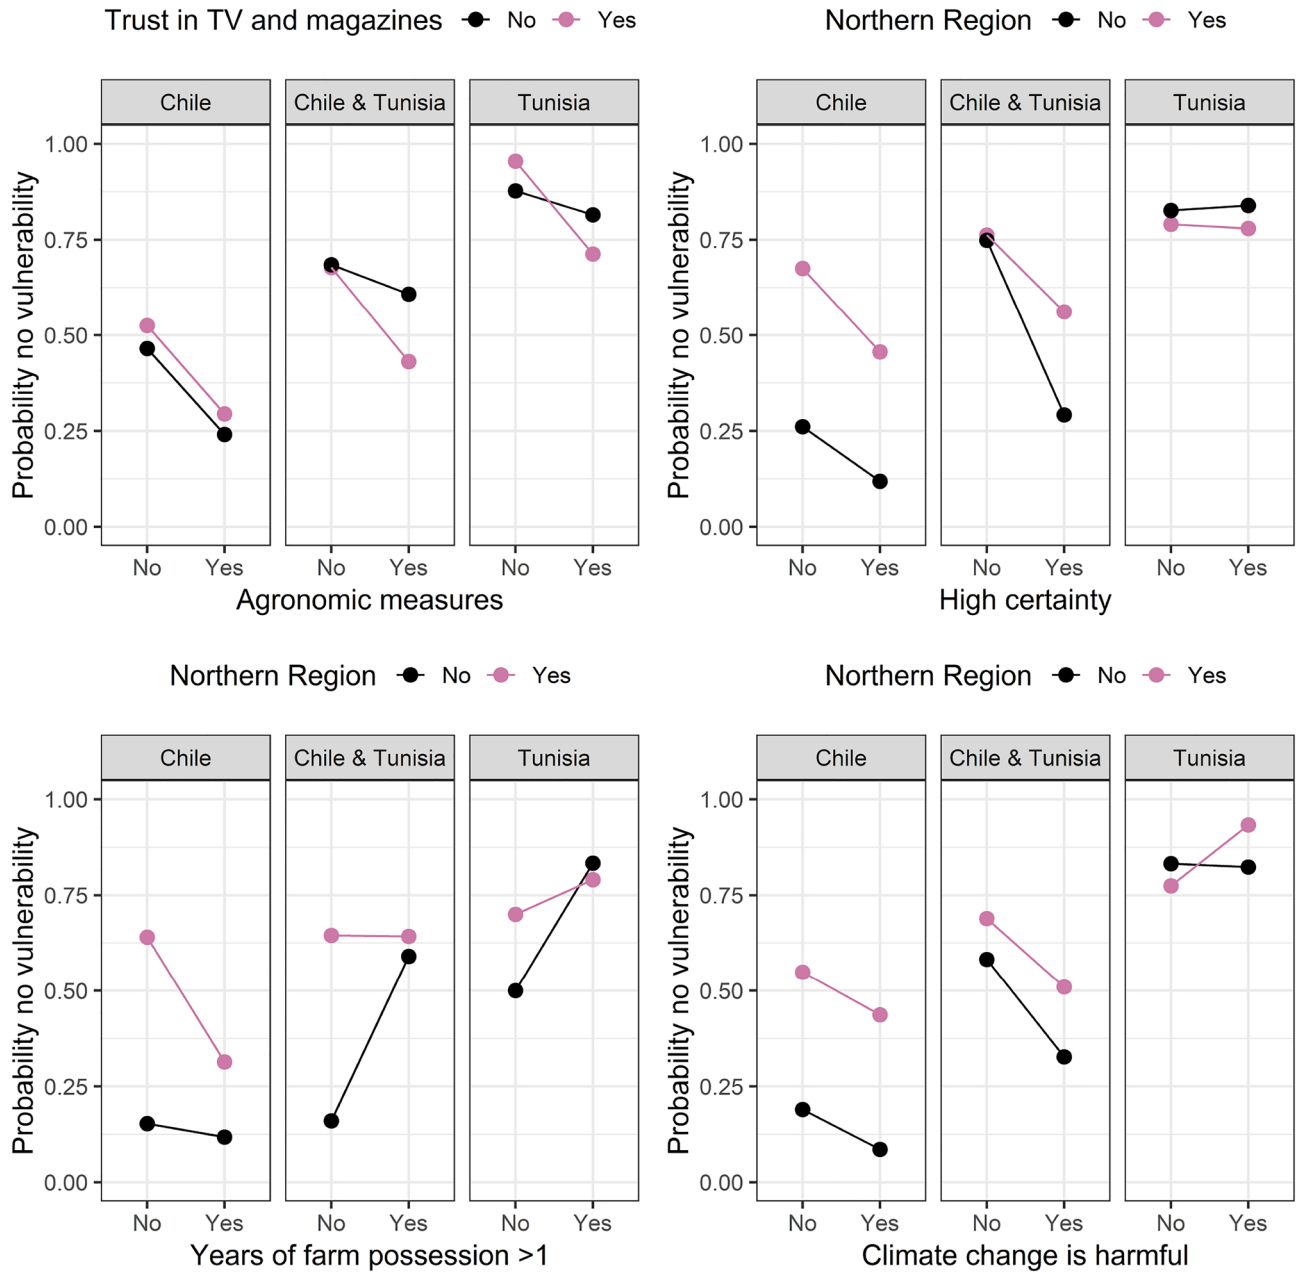 Trust in TV and magazines No Yes
Chile Chile & Tunisia Tunisia
Probability no vulnerability
1.00
0.75
0.50
0.25
0.00
No Yes No Yes No Yes
Agronomic measures
Northern Region No Yes
Chile Chile & Tunisia Tunisia
Probability no vulnerability
1.00
0.75
0.50
0.25
0.00
No Yes No Yes No Yes
High certainty
Northern Region No Yes
Chile Chile & Tunisia Tunisia
Probability no vulnerability
1.00
0.75
0.50
0.25
0.00
No Yes No Yes No Yes
Years of farm possession >1
Northern Region No Yes
Chile Chile & Tunisia Tunisia
Probability no vulnerability
1.00
0.75
0.50
0.25
0.00
No Yes No Yes No Yes
Climate change is harmful